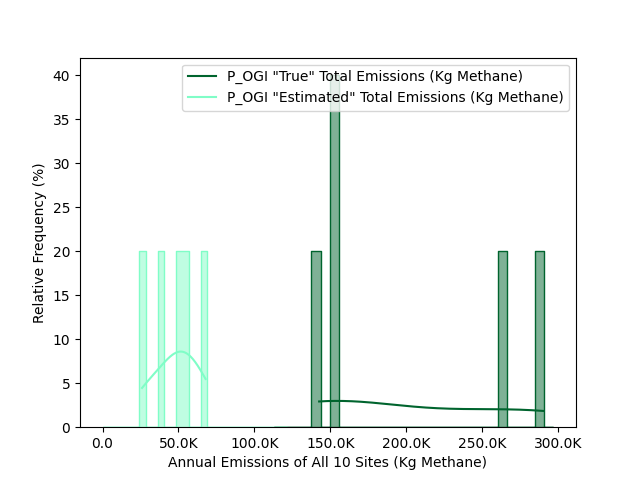 P_OGI "True" Total Emissions (Kg Methane)
P_OGI "Estimated" Total Emissions (Kg Methane)
40
35
30
25
20
15
10
5
0
Relative Frequency (%)
0.0 50.0K 100.0K 150.0K 200.0K 250.0K 300.0K
Annual Emissions of All 10 Sites (Kg Methane)